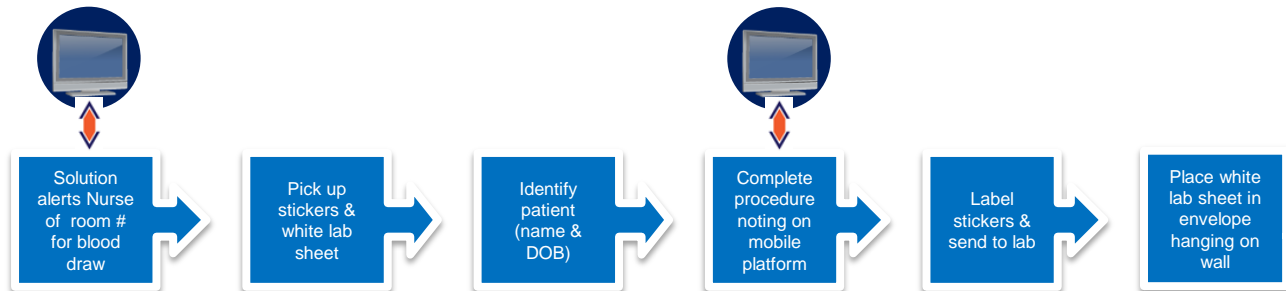 Solution
alerts Nurse
of room #
for blood
draw
Pick up
stickers &
white lab
sheet
Identify
patient
(name &
DOB)
Complete
procedure
noting on
mobile
platform
Label
stickers &
send to lab
Place white
lab sheet in
envelope
hanging on
wall